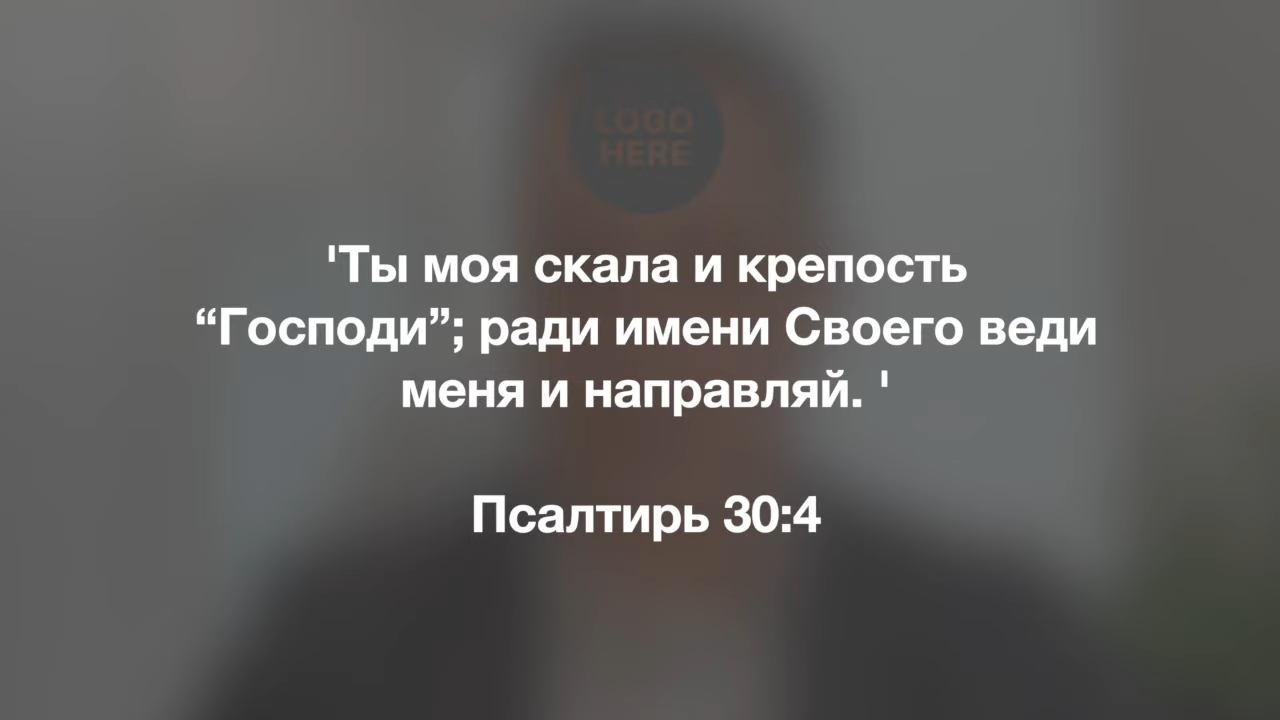 LOGO
HERE
'Ты моя скала и крепость
“Господи”; ради имени Своего веди
меня и направляй. '
Псалтирь 30:4